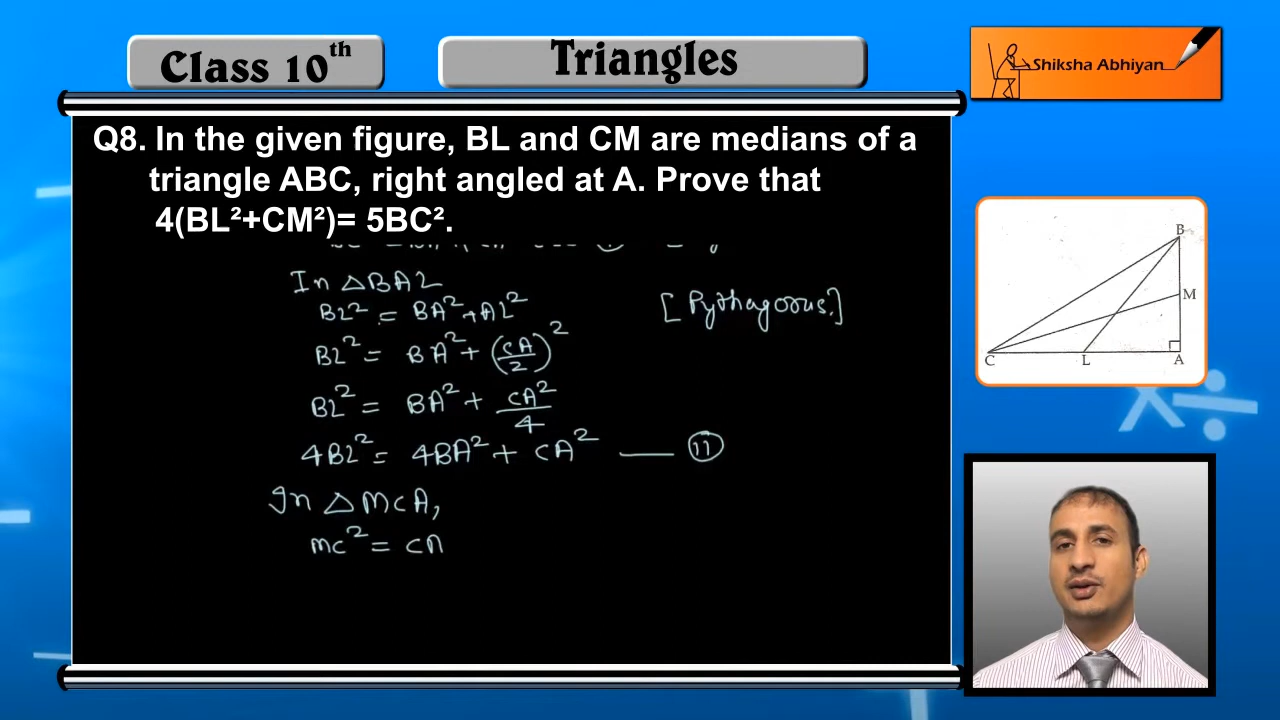 Class 10th
Triangles
Shiksha Abhiyan
Q8. In the given figure, BL and CM are medians of a
triangle ABC, right angled at A. Prove that
4(BL²+CM²)= 5BC².
In △BAL
BL² = BA²+AL²
[Pythagorous.]
BL² = BA²+(CA/2)²
BL² = BA²+ CA²/4
4BL² = 4BA² + CA² —— (11)
In △MCA,
MC² = CA
B
M
C
L
A